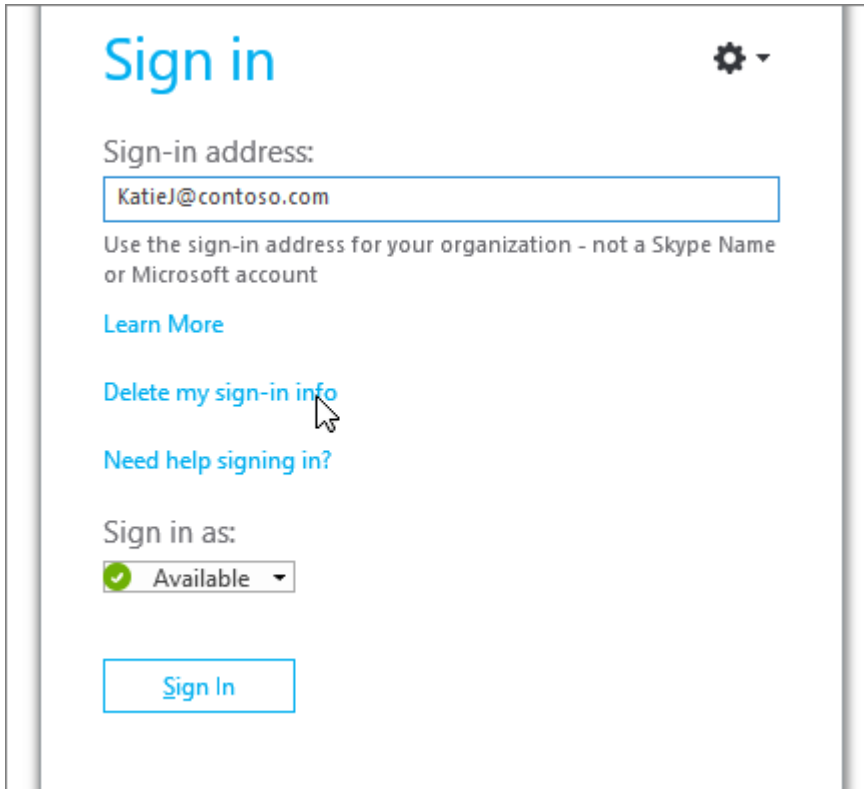 Sign in
Sign-in address:
KatieJ@contoso.com
Use the sign-in address for your organization - not a Skype Name
or Microsoft account
Learn More
Delete my sign-in info
Need help signing in?
Sign in as:
Available
Sign In